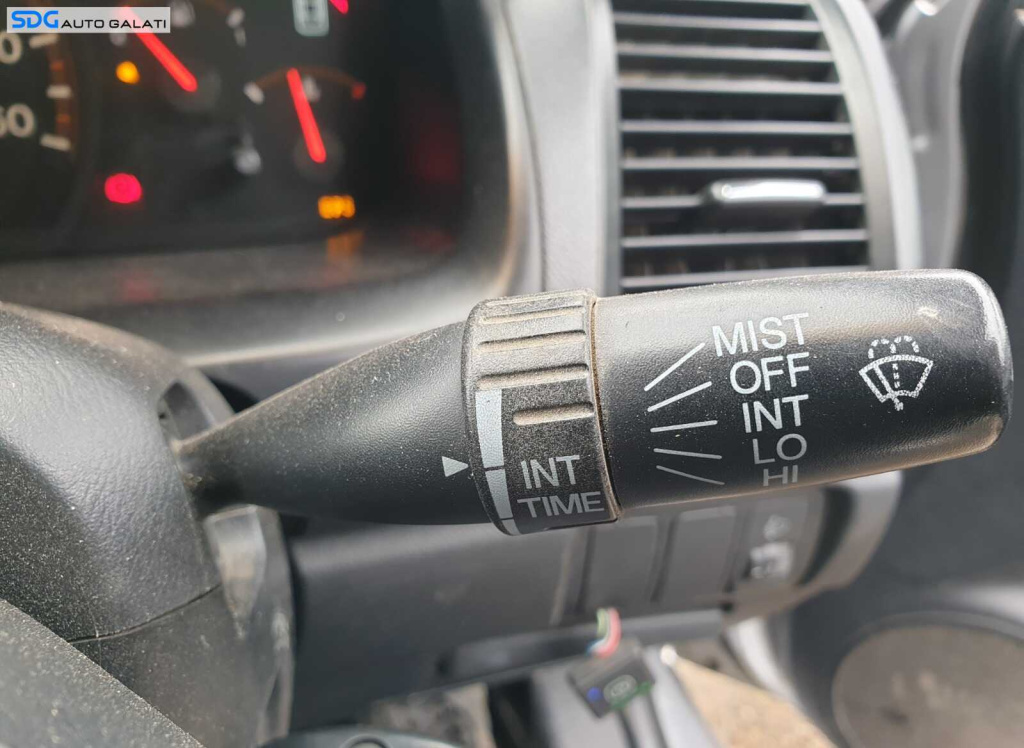 SDG AUTO GALATI
MIST
OFF
INT
LO
HI
INT
TIME